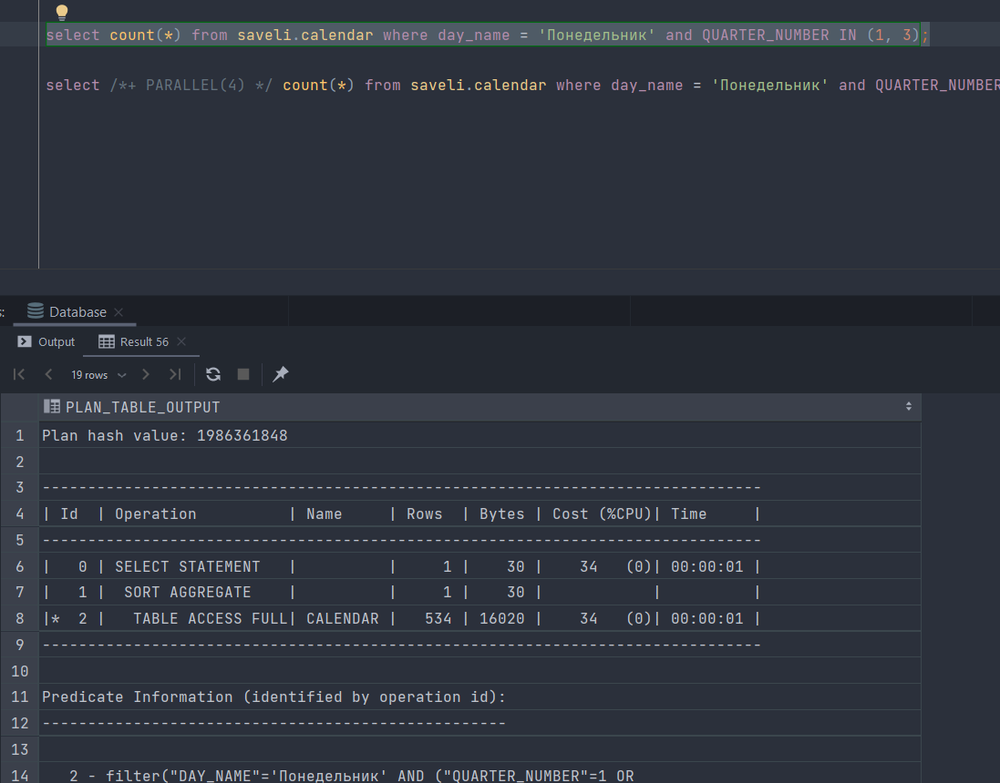 select count(*) from saveli.calendar where day_name = 'Понедельник' and QUARTER_NUMBER IN (1, 3);
select /*+ PARALLEL(4) */ count(*) from saveli.calendar where day_name = 'Понедельник' and QUARTER_NUMBER
s:
Database
Output
Result 56
19 rows
PLAN_TABLE_OUTPUT
1 Plan hash value: 1986361848
2
3 -------------------------------------------------------------------------------
4 | Id  | Operation          | Name     | Rows  | Bytes | Cost (%CPU)| Time     |
5 -------------------------------------------------------------------------------
6 |   0 | SELECT STATEMENT   |          |     1 |    30 |    34   (0)| 00:00:01 |
7 |   1 |  SORT AGGREGATE    |          |     1 |    30 |            |          |
8 |*  2 |   TABLE ACCESS FULL| CALENDAR |   534 | 16020 |    34   (0)| 00:00:01 |
9 -------------------------------------------------------------------------------
10
11 Predicate Information (identified by operation id):
12 ---------------------------------------------------
13
14    2 - filter("DAY_NAME"='Понедельник' AND ("QUARTER_NUMBER"=1 OR